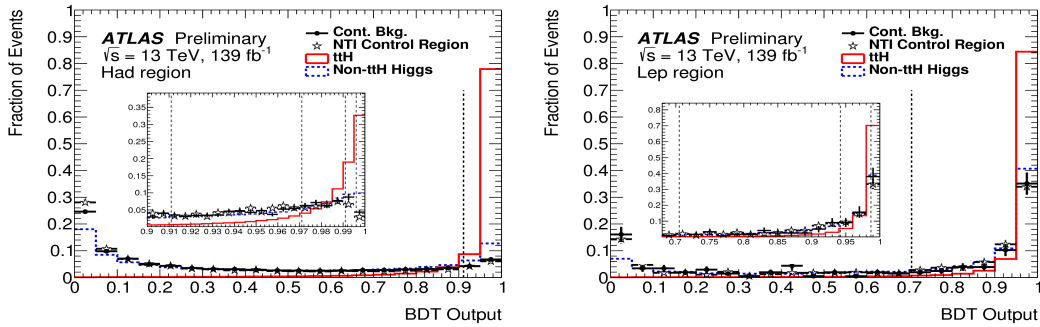 Fraction of Events
ATLAS Preliminary
√s = 13 TeV, 139 fb⁻¹
Had region
Cont. Bkg.
NTI Control Region
ttH
Non-ttH Higgs
1
0.9
0.8
0.7
0.6
0.5
0.4
0.3
0.2
0.1
0
0.35
0.3
0.25
0.2
0.15
0.1
0.05
0.9 0.91 0.92 0.93 0.94 0.95 0.96 0.97 0.98 0.99 1
0 0.1 0.2 0.3 0.4 0.5 0.6 0.7 0.8 0.9 1
BDT Output
Fraction of Events
ATLAS Preliminary
√s = 13 TeV, 139 fb⁻¹
Lep region
Cont. Bkg.
NTI Control Region
ttH
Non-ttH Higgs
1
0.9
0.8
0.7
0.6
0.5
0.4
0.3
0.2
0.1
0
0.8
0.7
0.6
0.5
0.4
0.3
0.2
0.1
0.7 0.75 0.8 0.85 0.9 0.95 1
0 0.1 0.2 0.3 0.4 0.5 0.6 0.7 0.8 0.9 1
BDT Output